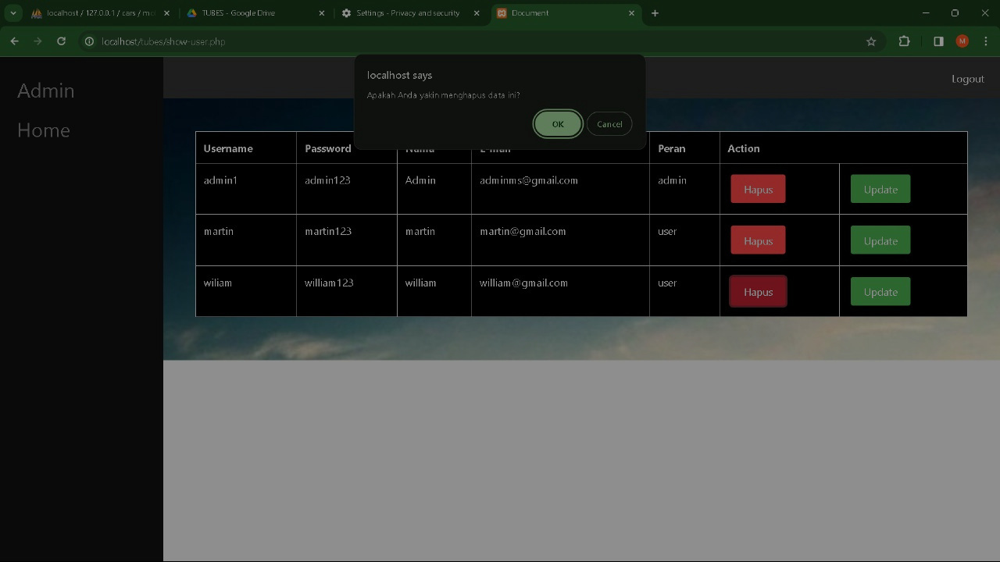 localhost / 127.0.0.1 / cars / mo
TUBES - Google Drive
Settings - Privacy and security
Document
localhost/tubes/show-user.php
M
Admin
Home
Logout
localhost says
Apakah Anda yakin menghapus data ini?
OK
Cancel
Username Password Nama E-mail Peran Action
admin1 admin123 Admin adminms@gmail.com admin Hapus Update
martin martin123 martin martin@gmail.com user Hapus Update
wiliam william123 william william@gmail.com user Hapus Update